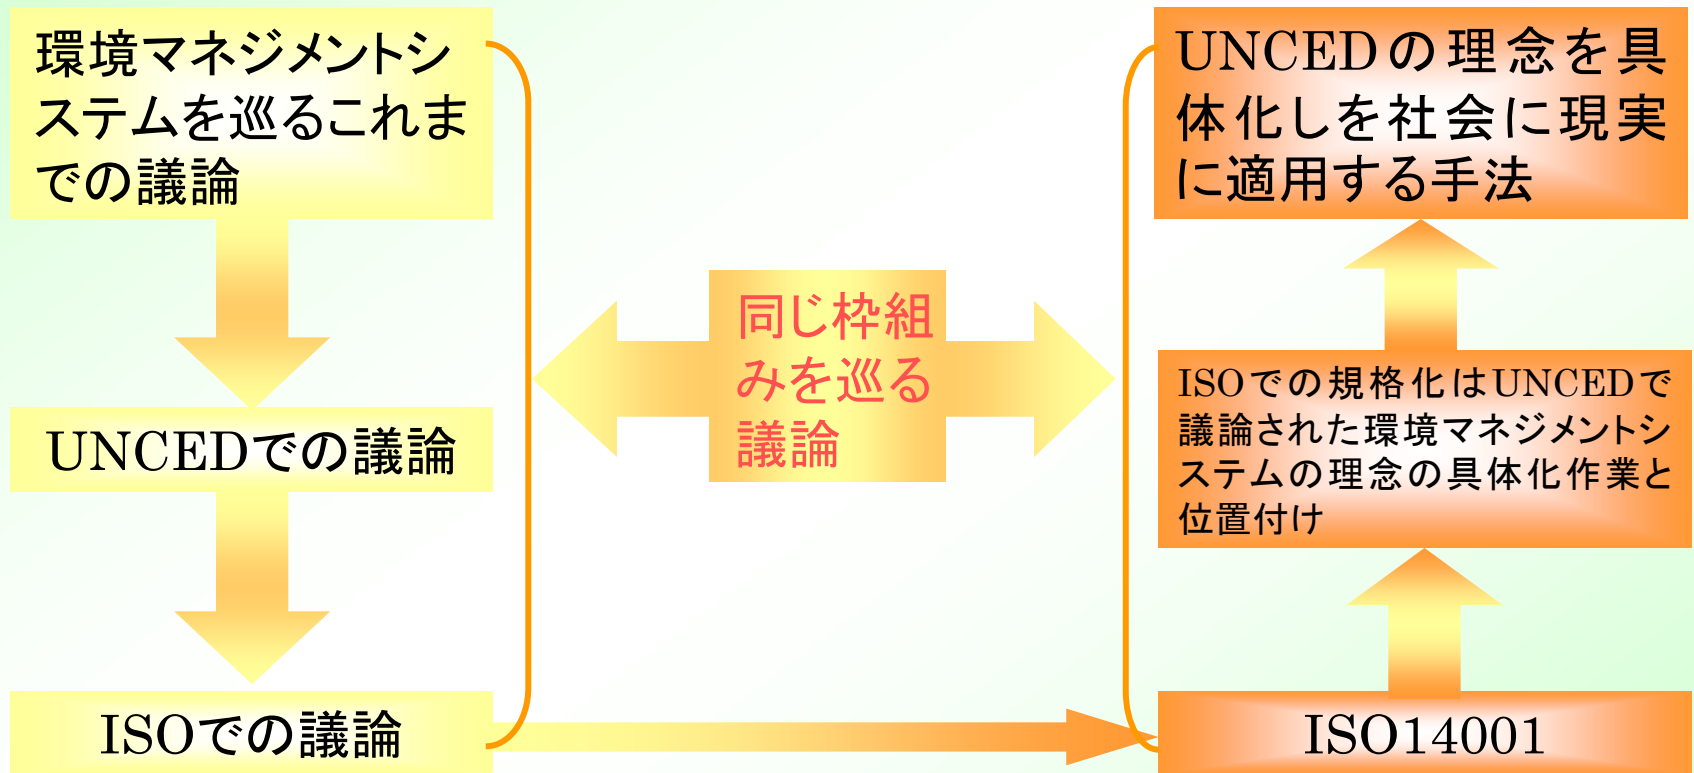 環境マネジメントシ
ステムを巡るこれま
での議論
UNCEDでの議論
ISOでの議論
同じ枠組
みを巡る
議論
UNCEDの理念を具
体化しを社会に現実
に適用する手法
ISOでの規格化はUNCEDで
議論された環境マネジメントシ
ステムの理念の具体化作業と
位置付け
ISO14001